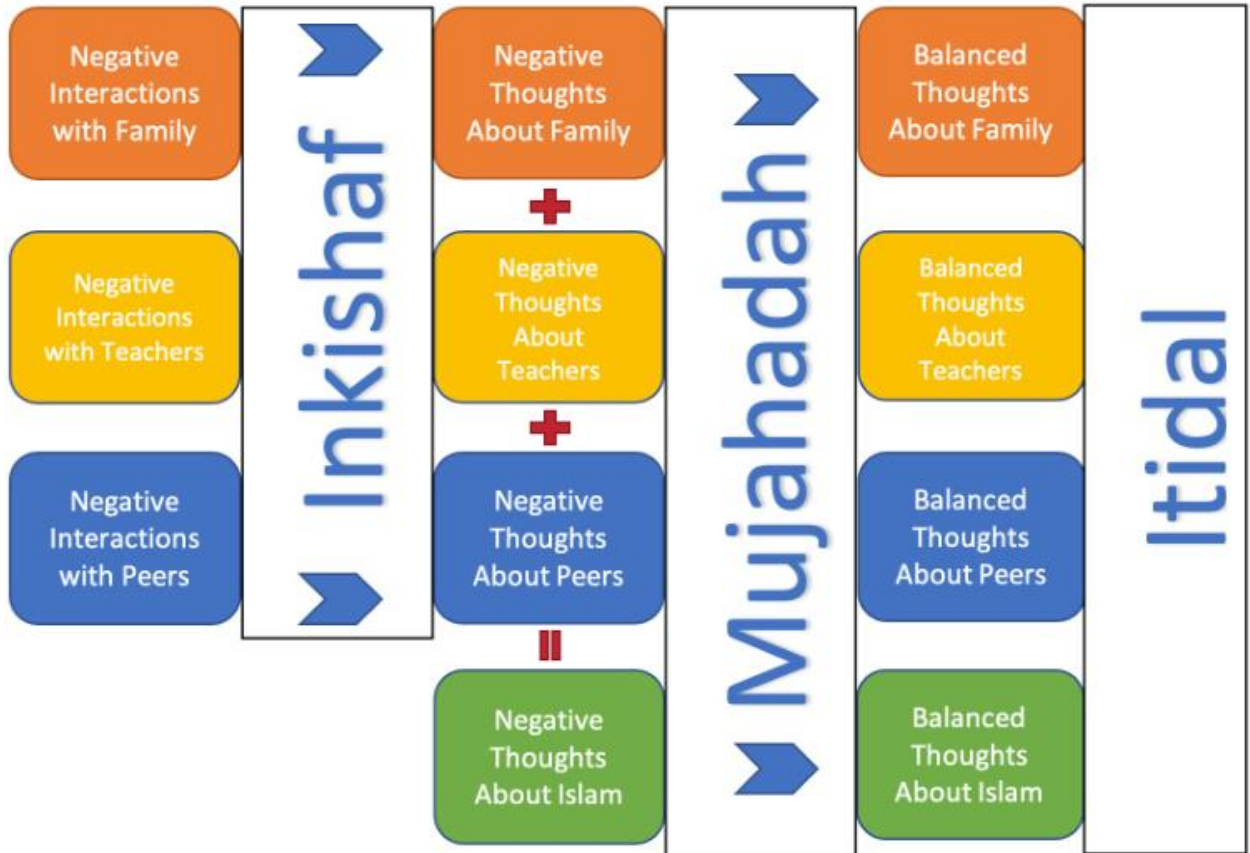 Negative
Interactions
with Family
Negative
Interactions
with Teachers
Negative
Interactions
with Peers
Inkishaf
Negative
Thoughts
About Family
Negative
Thoughts
About
Teachers
Negative
Thoughts
About Peers
Negative
Thoughts
About Islam
Mujahadah
Balanced
Thoughts
About Family
Balanced
Thoughts
About
Teachers
Balanced
Thoughts
About Peers
Balanced
Thoughts
About Islam
Itidal